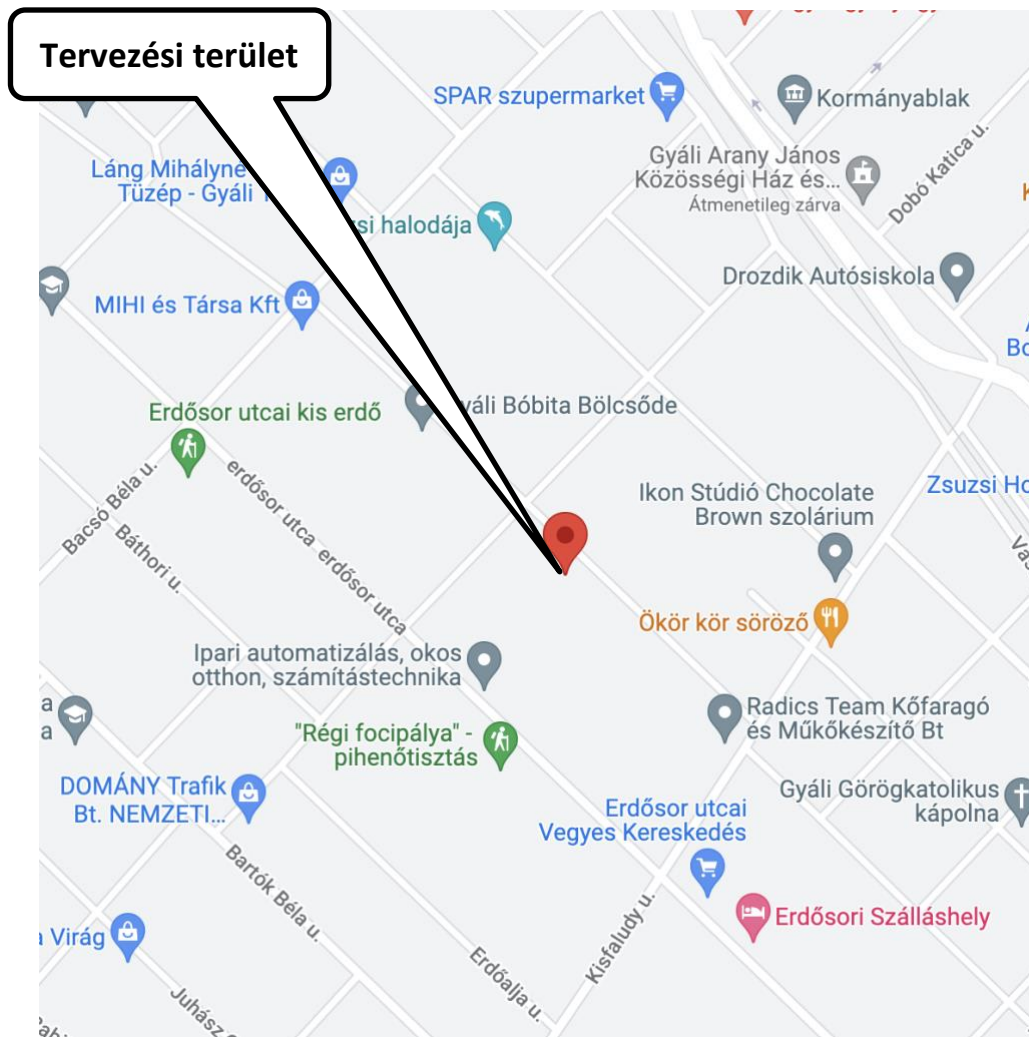 Tervezési terület
SPAR szupermarket
Kormányablak
Láng Mihályné
Tüzép - Gyáli
Gyáli Arany János
Közösségi Ház és...
Átmenetileg zárva
Dobó Katica u.
si halodája
Drozdik Autósiskola
MIHI és Társa Kft
Bo
Erdősor utcai kis erdő
váli Bóbita Bölcsőde
Bacsó Béla u.
Báthori u.
erdősor utca
erdősor utca
Ikon Stúdió Chocolate
Brown szolárium
Zsuzsi Ho
Vas
Ökör kör söröző
Ipari automatizálás, okos
otthon, számítástechnika
a
a
Radics Team Kőfaragó
és Műkőkészítő Bt
"Régi focipálya" -
pihenőtisztás
DOMÁNY Trafik
Bt. NEMZETI...
Gyáli Görögkatolikus
kápolna
Erdősor utcai
Vegyes Kereskedés
Bartók Béla u.
Erdősori Szálláshely
Virág
Kisfaludy u.
Erdőalja u.
Juhász